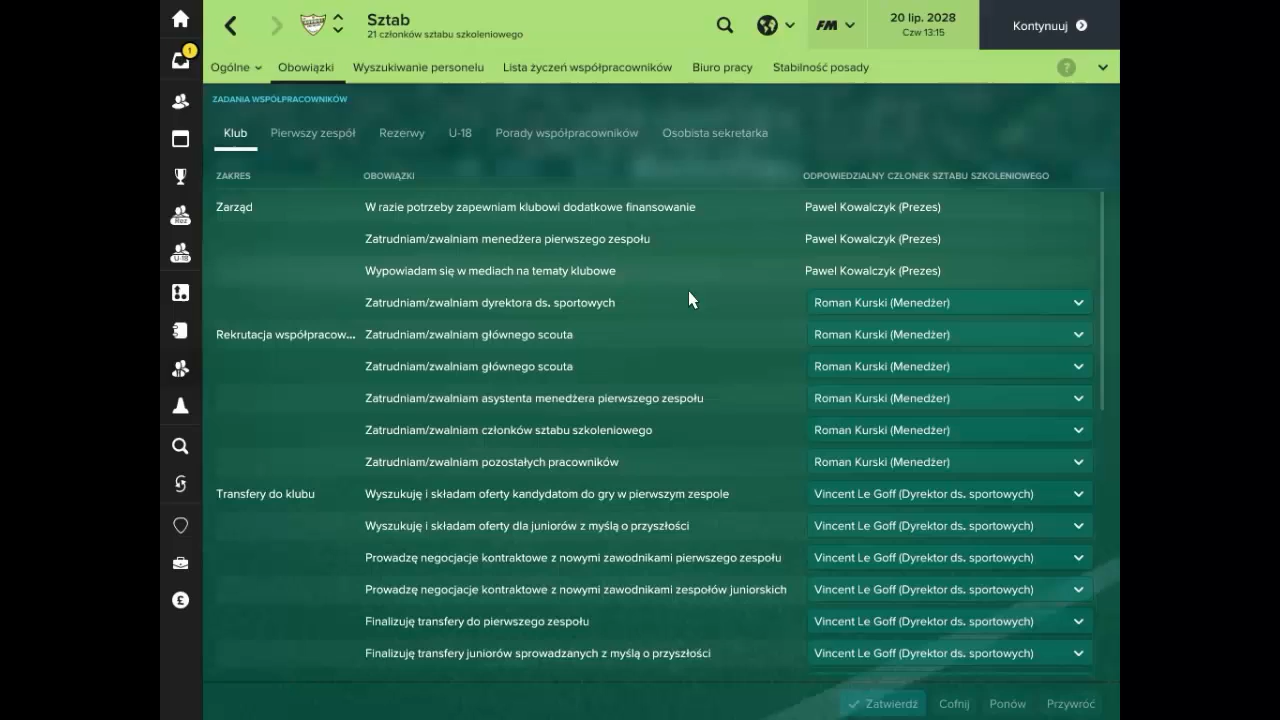 Sztab
21 członków sztabu szkoleniowego
FM
20 lip. 2028
Czw 13:15
Kontynuuj
1
Ogólne
Obowiązki
Wyszukiwanie personelu
Lista życzeń współpracowników
Biuro pracy
Stabilność posady
?
ZADANIA WSPÓŁPRACOWNIKÓW
Klub
Pierwszy zespół
Rezerwy
U-18
Porady współpracowników
Osobista sekretarka
ZAKRES
OBOWIĄZKI
ODPOWIEDZIALNY CZŁONEK SZTABU SZKOLENIOWEGO
Zarząd
W razie potrzeby zapewniam klubowi dodatkowe finansowanie
Pawel Kowalczyk (Prezes)
Zatrudniam/zwalniam menedżera pierwszego zespołu
Pawel Kowalczyk (Prezes)
Wypowiadam się w mediach na tematy klubowe
Pawel Kowalczyk (Prezes)
Zatrudniam/zwalniam dyrektora ds. sportowych
Roman Kurski (Menedżer)
Rekrutacja współpracow...
Zatrudniam/zwalniam głównego scouta
Roman Kurski (Menedżer)
Zatrudniam/zwalniam głównego scouta
Roman Kurski (Menedżer)
Zatrudniam/zwalniam asystenta menedżera pierwszego zespołu
Roman Kurski (Menedżer)
Zatrudniam/zwalniam członków sztabu szkoleniowego
Roman Kurski (Menedżer)
Zatrudniam/zwalniam pozostałych pracowników
Roman Kurski (Menedżer)
Transfery do klubu
Wyszukuję i składam oferty kandydatom do gry w pierwszym zespole
Vincent Le Goff (Dyrektor ds. sportowych)
Wyszukuję i składam oferty dla juniorów z myślą o przyszłości
Vincent Le Goff (Dyrektor ds. sportowych)
Prowadzę negocjacje kontraktowe z nowymi zawodnikami pierwszego zespołu
Vincent Le Goff (Dyrektor ds. sportowych)
Prowadzę negocjacje kontraktowe z nowymi zawodnikami zespołów juniorskich
Vincent Le Goff (Dyrektor ds. sportowych)
Finalizuję transfery do pierwszego zespołu
Vincent Le Goff (Dyrektor ds. sportowych)
Finalizuję transfery juniorów sprowadzanych z myślą o przyszłości
Vincent Le Goff (Dyrektor ds. sportowych)
Rez
U-18
Zatwierdź
Cofnij
Ponów
Przywróć